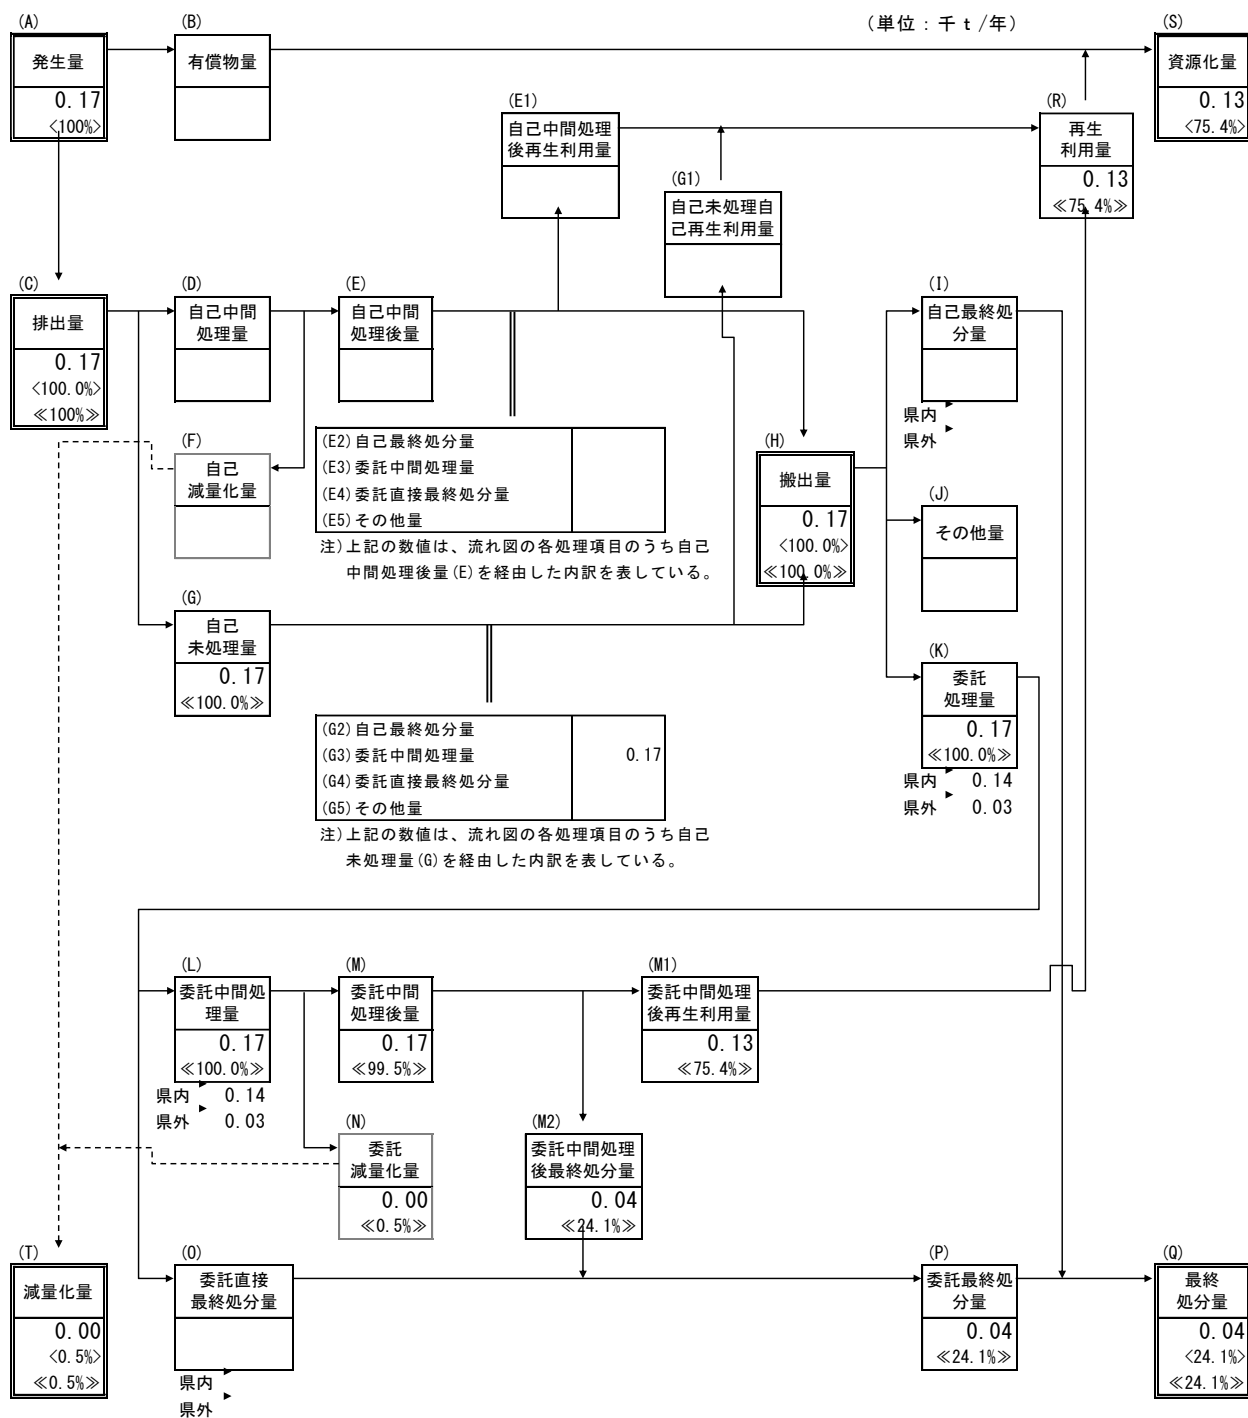 (単位：千ｔ/年)
(A)
発生量
0.17
<100%>
(B)
有償物量
(S)
資源化量
0.13
<75.4%>
(E1)
自己中間処理
後再生利用量
(G1)
自己未処理自
己再生利用量
(R)
再生
利用量
0.13
≪75.4%≫
(C)
排出量
0.17
<100.0%>
≪100%≫
(D)
自己中間
処理量
(E)
自己中間
処理後量
(F)
自己
減量化量
(E2)自己最終処分量
(E3)委託中間処理量
(E4)委託直接最終処分量
(E5)その他量
注)上記の数値は、流れ図の各処理項目のうち自己
中間処理後量(E)を経由した内訳を表している。
(G)
自己
未処理量
0.17
≪100.0%≫
(G2)自己最終処分量
(G3)委託中間処理量 0.17
(G4)委託直接最終処分量
(G5)その他量
注)上記の数値は、流れ図の各処理項目のうち自己
未処理量(G)を経由した内訳を表している。
(H)
搬出量
0.17
<100.0%>
≪100.0%≫
(I)
自己最終処
分量
県内
県外
(J)
その他量
(K)
委託
処理量
0.17
≪100.0%≫
県内 0.14
県外 0.03
(L)
委託中間処
理量
0.17
≪100.0%≫
県内 0.14
県外 0.03
(M)
委託中間
処理後量
0.17
≪99.5%≫
(M1)
委託中間処理
後再生利用量
0.13
≪75.4%≫
(N)
委託
減量化量
0.00
≪0.5%≫
(M2)
委託中間処理
後最終処分量
0.04
≪24.1%≫
(T)
減量化量
0.00
<0.5%>
≪0.5%≫
(O)
委託直接
最終処分量
県内
県外
(P)
委託最終処
分量
0.04
≪24.1%≫
(Q)
最終
処分量
0.04
<24.1%>
≪24.1%≫